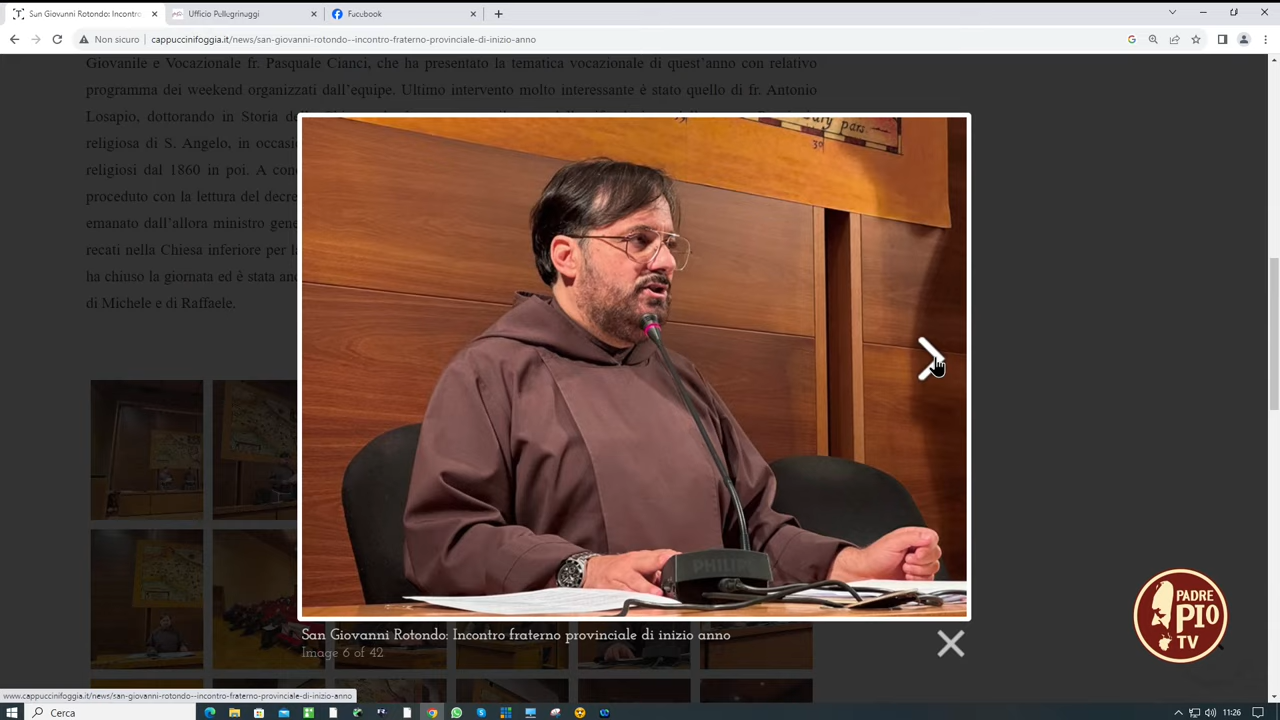 San Giovanni Rotondo: Incontro
Ufficio Pellegrinaggi
Facebook
Non sicuro
cappuccinifoggia.it/news/san-giovanni-rotondo--incontro-fraterno-provinciale-di-inizio-anno
Giovanile e Vocazionale fr. Pasquale Cianci, che ha presentato la tematica vocazionale di quest'anno con relativo
programma dei weekend organizzati dall'equipe. Ultimo intervento molto interessante è stato quello di fr. Antonio
Losapio, dottorando in Storia
religiosa di S. Angelo, in occasi
religiosi dal 1860 in poi. A con
proceduto con la lettura del decre
emanato dall'allora ministro gene
recati nella Chiesa inferiore per la
ha chiuso la giornata ed è stata
di Michele e di Raffaele.
pars.
30
PHILIPS
San Giovanni Rotondo: Incontro fraterno provinciale di inizio anno
Image 6 of 42
PADRE
PIO
TV
www.cappuccinifoggia.it/news/san-giovanni-rotondo--incontro-fraterno-provinciale-di-inizio-anno
Cerca
11:26